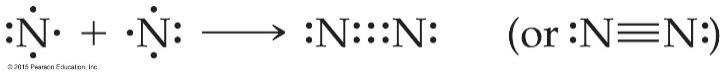 :Ṇ̇· + ·Ṇ̇: ⟶ :N:::N: (or :N≡N:)
© 2015 Pearson Education, Inc.